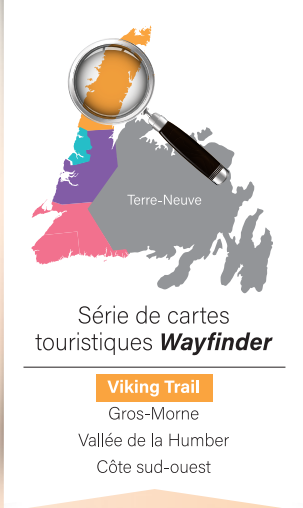 Terre-Neuve
Série de cartes
touristiques Wayfinder
Viking Trail
Gros-Morne
Vallée de la Humber
Côte sud-ouest